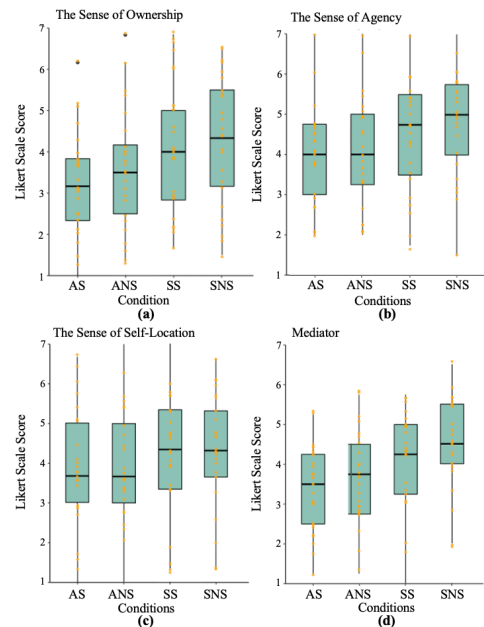 The Sense of Ownership
7
6
5
4
3
2
1
Likert Scale Score
AS ANS SS SNS
Condition
(a)
The Sense of Agency
7
6
5
4
3
2
1
Likert Scale Score
AS ANS SS SNS
Conditions
(b)
The Sense of Self-Location
7
6
5
4
3
2
1
Likert Scale Score
AS ANS SS SNS
Conditions
(c)
Mediator
7
6
5
4
3
2
1
Likert Scale Score
AS ANS SS SNS
Conditions
(d)